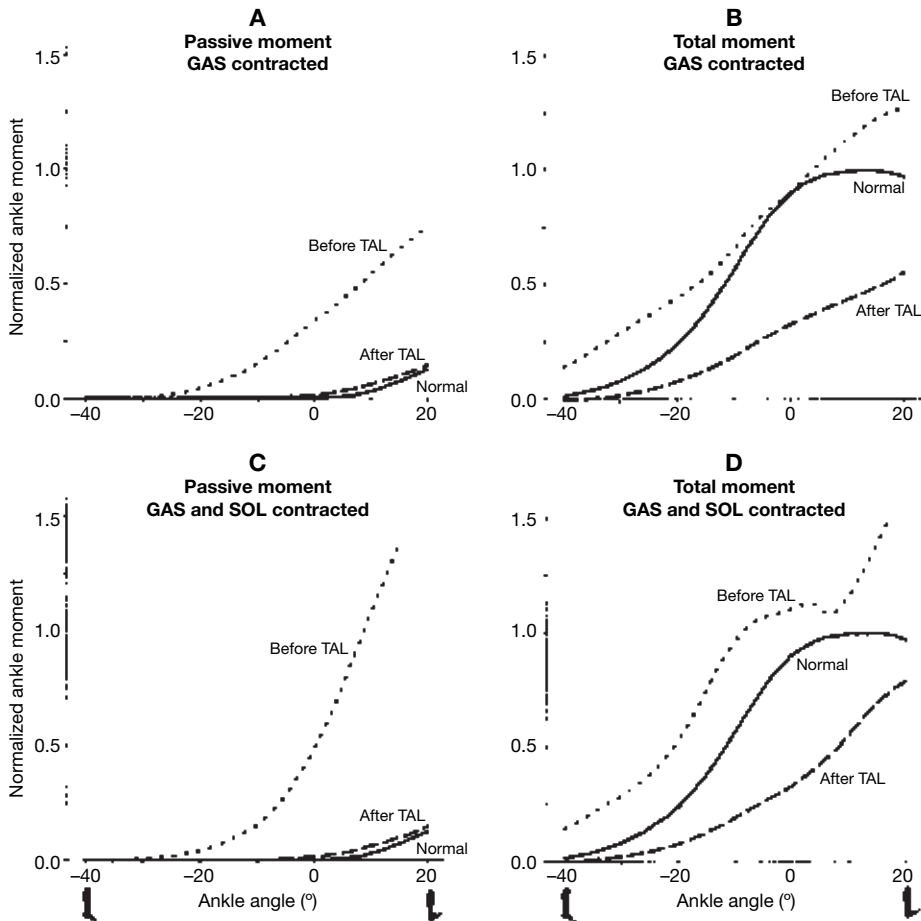 A
Passive moment
GAS contracted
Normalized ankle moment
1.5
1.0
0.5
0.0
Before TAL
After TAL
Normal
−40
−20
0
20
B
Total moment
GAS contracted
1.5
1.0
0.5
0.0
Before TAL
Normal
After TAL
−40
−20
0
20
C
Passive moment
GAS and SOL contracted
Normalized ankle moment
1.5
1.0
0.5
0.0
Before TAL
After TAL
Normal
−40
−20
0
20
Ankle angle (º)
D
Total moment
GAS and SOL contracted
1.5
1.0
0.5
0.0
Before TAL
Normal
After TAL
−40
−20
0
20
Ankle angle (º)